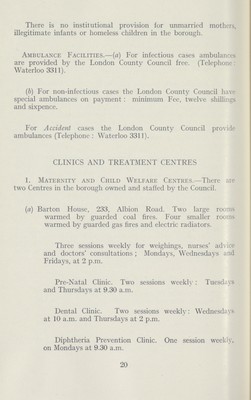 There is no institutional provision for unmarried mothers,
illegitimate infants or homeless children in the borough.
AMBULANCE FACILITIES.—(a) For infectious cases ambulances
are provided by the London County Council free. (Telephone:
Waterloo 3311).
(b) For non-infectious cases the London County Council have
special ambulances on payment: minimum Fee, twelve shillings
and sixpence.
For Accident cases the London County Council provide
ambulances (Telephone: Waterloo 3311).
CLINICS AND TREATMENT CENTRES
1. MATERNITY AND CHILD WELFARE CENTRES.—There are
two Centres in the borough owned and staffed by the Council.
(a) Barton House, 233, Albion Road. Two large rooms
warmed by guarded coal fires. Four smaller rooms
warmed by guarded gas fires and electric radiators.
Three sessions weekly for weighings, nurses' advice
and doctors' consultations; Mondays, Wednesdays and
Fridays, at 2 p.m.
Pre-Natal Clinic. Two sessions weekly: Tuesdays
and Thursdays at 9.30 a.m.
Dental Clinic. Two sessions weekly: Wednesdays
at 10 a.m. and Thursdays at 2 p.m.
Diphtheria Prevention Clinic. One session weekly,
on Mondays at 9.30 a.m.
20